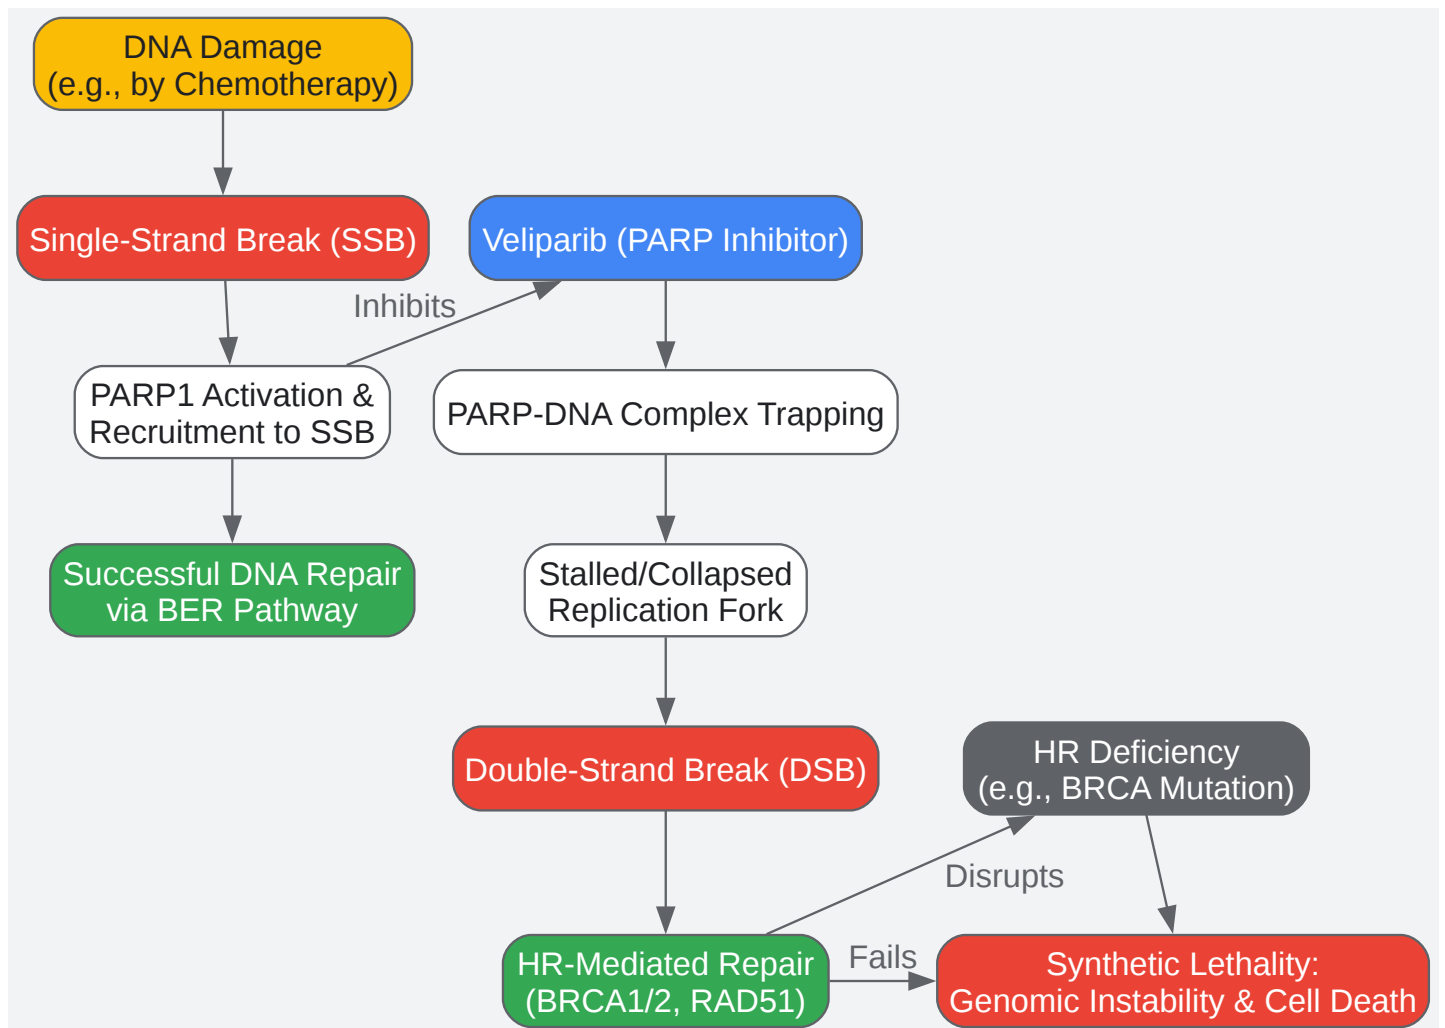 DNA Damage
(e.g., by Chemotherapy)
Single-Strand Break (SSB)
Veliparib (PARP Inhibitor)
Inhibits
PARP1 Activation &
Recruitment to SSB
PARP-DNA Complex Trapping
Successful DNA Repair
via BER Pathway
Stalled/Collapsed
Replication Fork
Double-Strand Break (DSB)
HR Deficiency
(e.g., BRCA Mutation)
Disrupts
HR-Mediated Repair
(BRCA1/2, RAD51)
Fails
Synthetic Lethality:
Genomic Instability & Cell Death